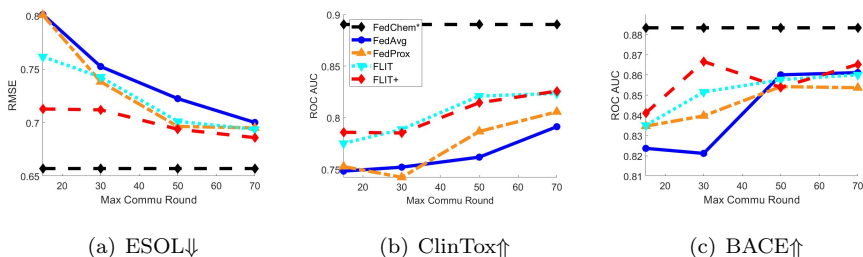 0.8
0.75
0.7
0.65
RMSE
20 30 40 50 60 70
Max Commu Round
(a) ESOL⇓
0.9
0.85
0.8
0.75
ROC AUC
FedChem*
FedAvg
FedProx
FLIT
FLIT+
20 30 40 50 60 70
Max Commu Round
(b) ClinTox⇑
0.88
0.87
0.86
0.85
0.84
0.83
0.82
0.81
ROC AUC
20 30 40 50 60 70
Max Commu Round
(c) BACE⇑